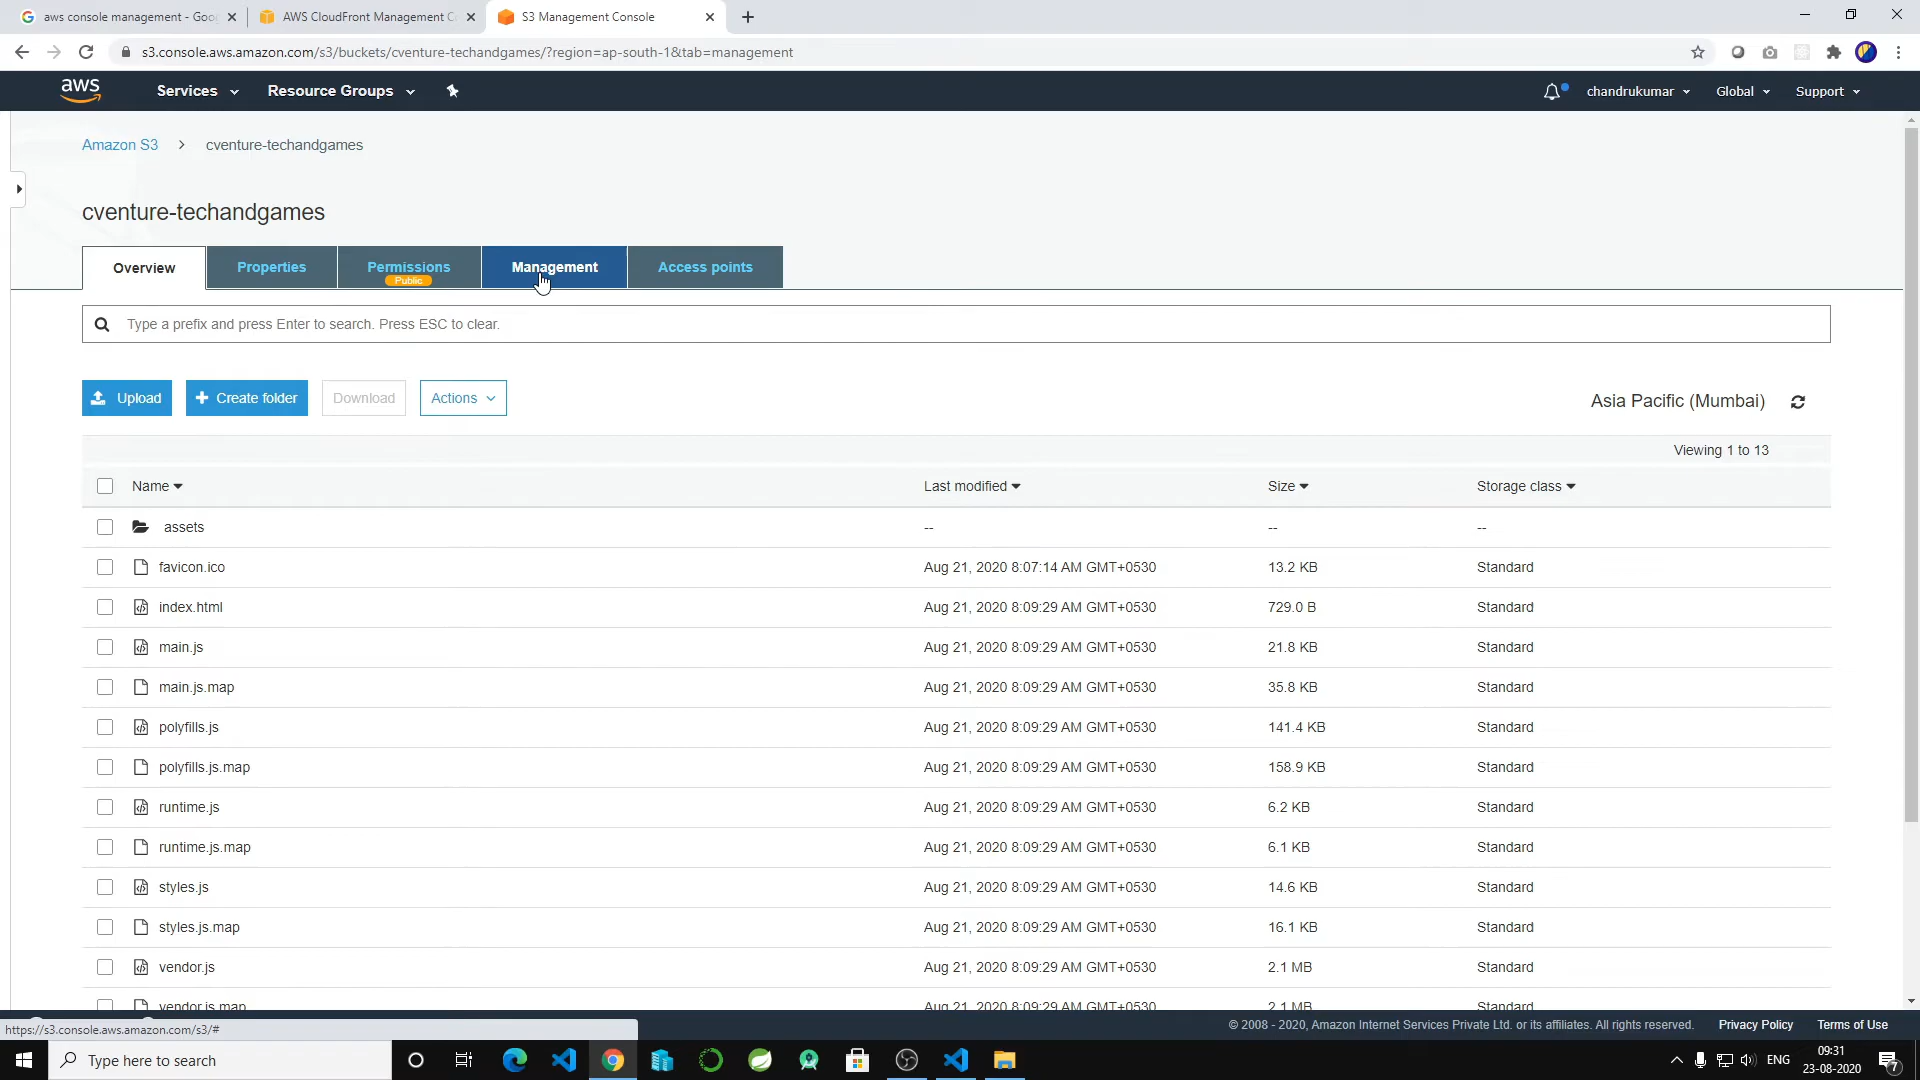 aws console management - Goo
AWS CloudFront Management C
S3 Management Console
s3.console.aws.amazon.com/s3/buckets/cventure-techandgames/?region=ap-south-1&tab=management
aws
Services
Resource Groups
chandrukumar
Global
Support
Amazon S3
cventure-techandgames
cventure-techandgames
Overview
Properties
Permissions
Public
Management
Access points
Type a prefix and press Enter to search. Press ESC to clear.
Upload
Create folder
Download
Actions
Asia Pacific (Mumbai)
Viewing 1 to 13
Name Last modified Size Storage class
assets -- -- --
favicon.ico Aug 21, 2020 8:07:14 AM GMT+0530 13.2 KB Standard
index.html Aug 21, 2020 8:09:29 AM GMT+0530 729.0 B Standard
main.js Aug 21, 2020 8:09:29 AM GMT+0530 21.8 KB Standard
main.js.map Aug 21, 2020 8:09:29 AM GMT+0530 35.8 KB Standard
polyfills.js Aug 21, 2020 8:09:29 AM GMT+0530 141.4 KB Standard
polyfills.js.map Aug 21, 2020 8:09:29 AM GMT+0530 158.9 KB Standard
runtime.js Aug 21, 2020 8:09:29 AM GMT+0530 6.2 KB Standard
runtime.js.map Aug 21, 2020 8:09:29 AM GMT+0530 6.1 KB Standard
styles.js Aug 21, 2020 8:09:29 AM GMT+0530 14.6 KB Standard
styles.js.map Aug 21, 2020 8:09:29 AM GMT+0530 16.1 KB Standard
vendor.js Aug 21, 2020 8:09:29 AM GMT+0530 2.1 MB Standard
vendor.js.map Aug 21, 2020 8:09:29 AM GMT+0530 2.1 MB Standard
https://s3.console.aws.amazon.com/s3/#
© 2008 - 2020, Amazon Internet Services Private Ltd. or its affiliates. All rights reserved. Privacy Policy Terms of Use
Type here to search
ENG
09:31
23-08-2020
7